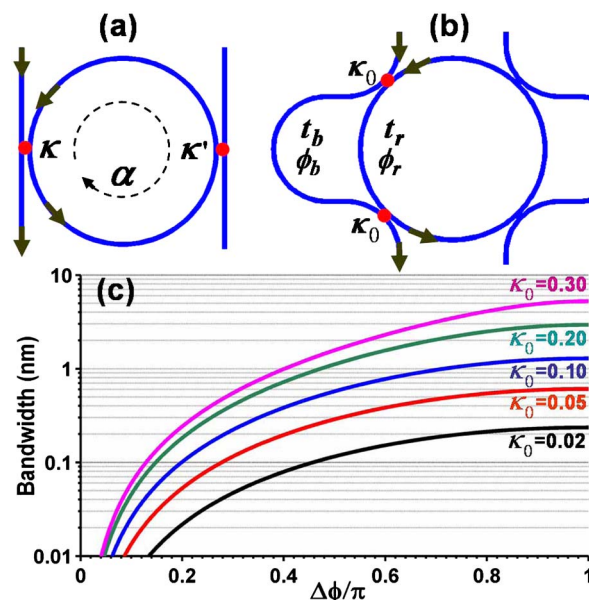 (a)
(b)
κ
κ'
α
κ₀
t_b
ϕ_b
t_r
ϕ_r
κ₀
(c)
10
1
0.1
0.01
Bandwidth (nm)
κ₀=0.30
κ₀=0.20
κ₀=0.10
κ₀=0.05
κ₀=0.02
0
0.2
0.4
0.6
0.8
1
Δϕ/π